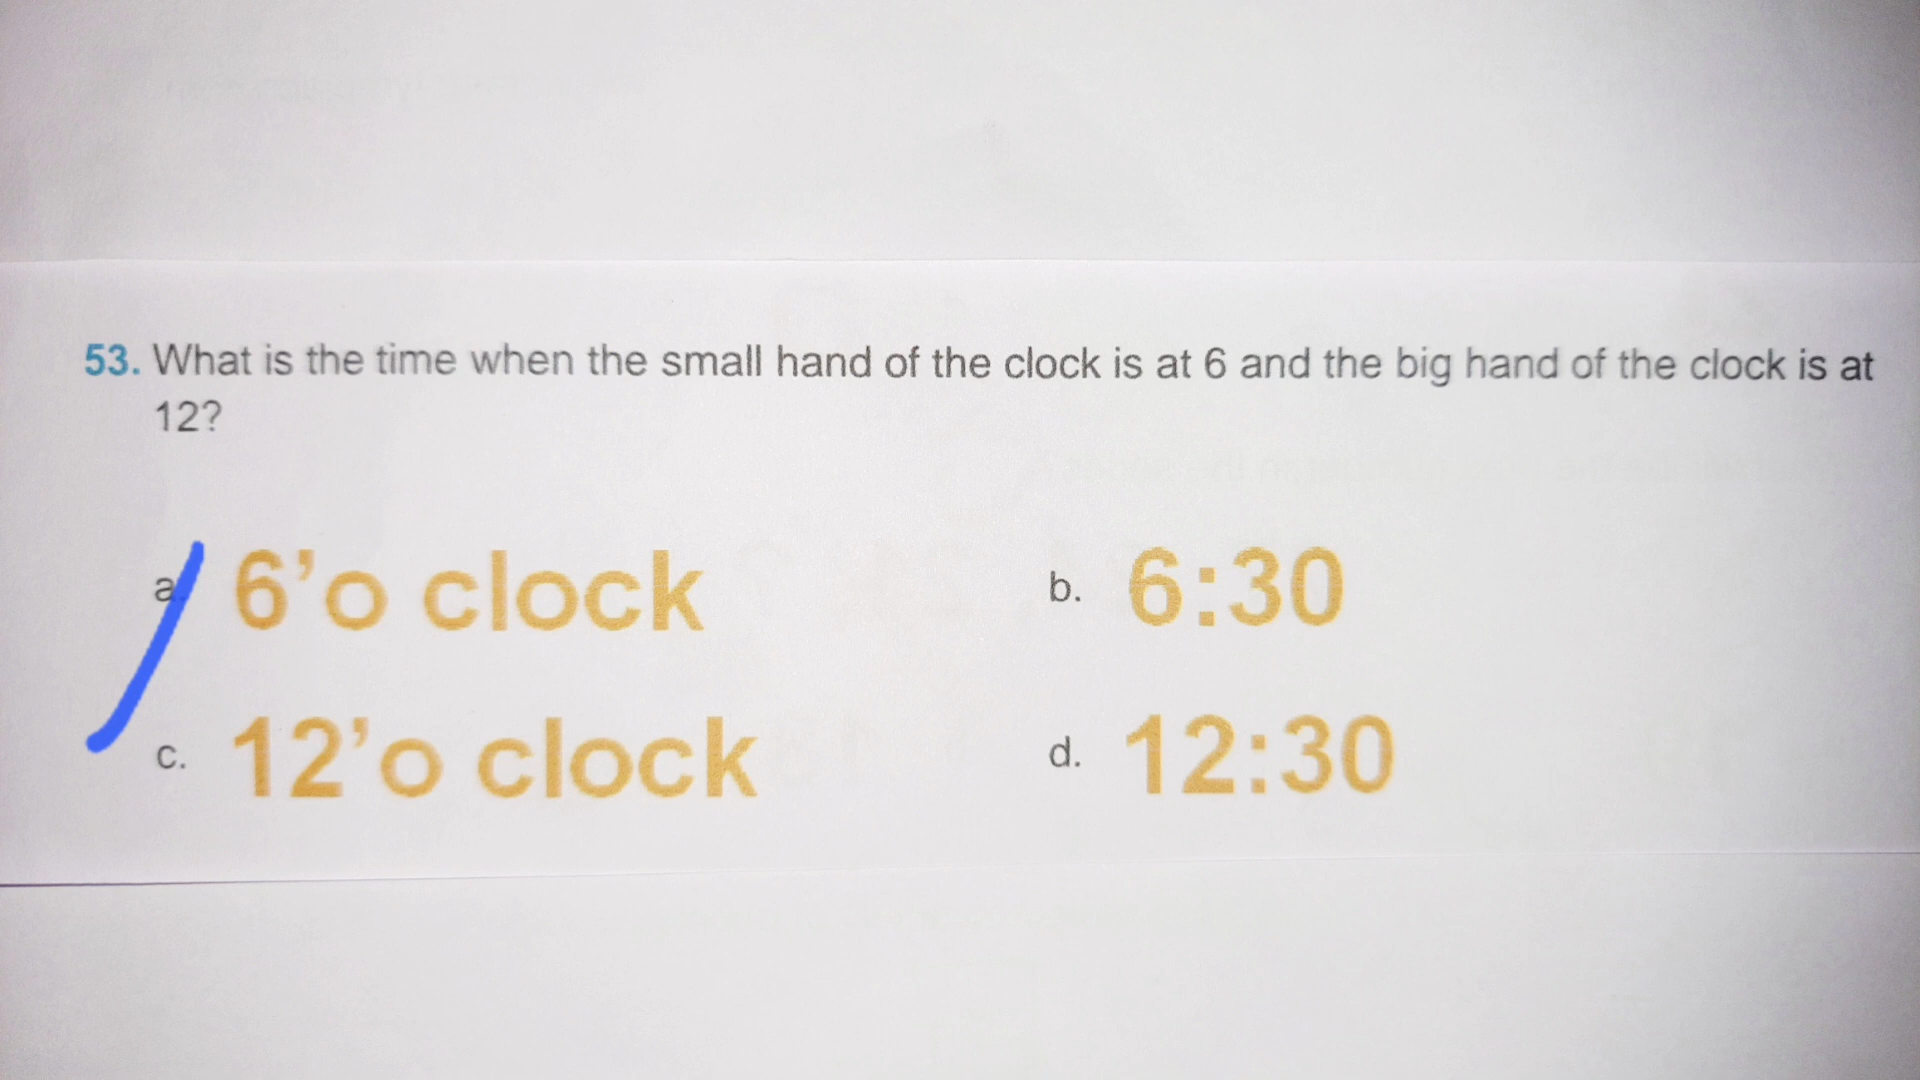 53. What is the time when the small hand of the clock is at 6 and the big hand of the clock is at
12?
a. 6’o clock b. 6:30
c. 12’o clock d. 12:30